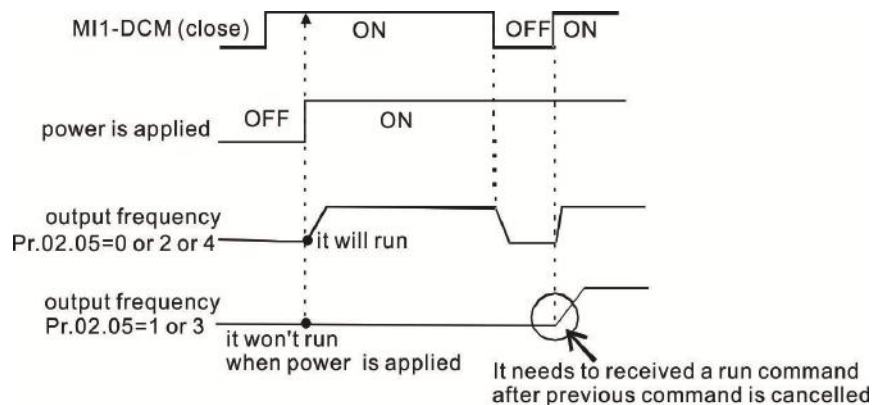 MI1-DCM (close)
ON
OFF
ON
power is applied
OFF
ON
output frequency
Pr.02.05=0 or 2 or 4
it will run
output frequency
Pr.02.05=1 or 3
it won't run
when power is applied
It needs to received a run command
after previous command is cancelled